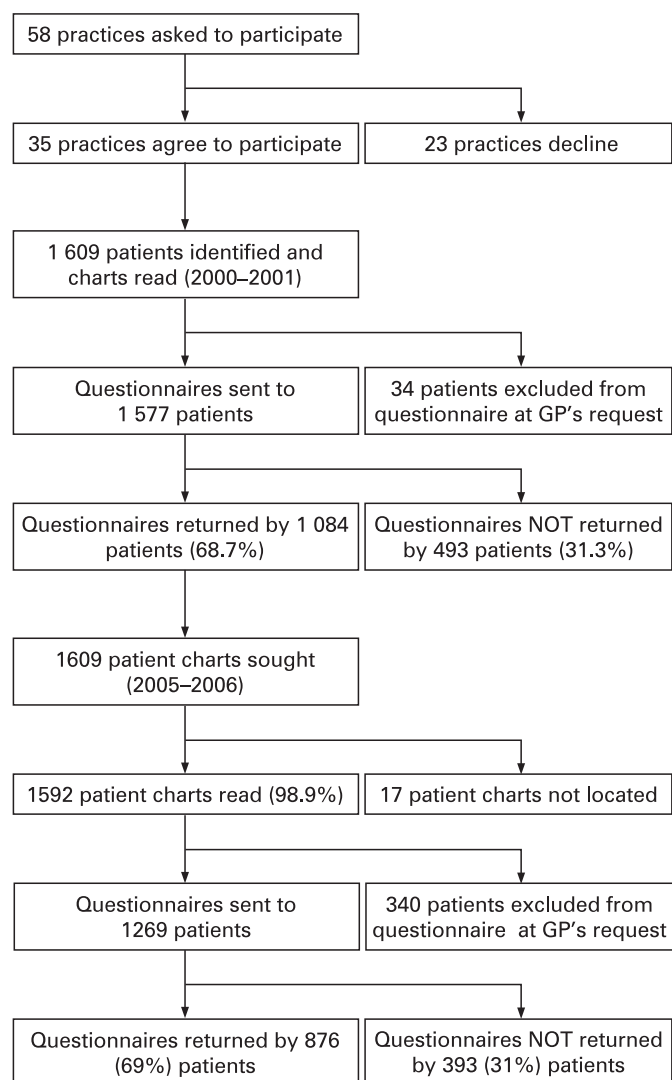 58 practices asked to participate
35 practices agree to participate
23 practices decline
1 609 patients identified and
charts read (2000–2001)
Questionnaires sent to
1 577 patients
34 patients excluded from
questionnaire at GP’s request
Questionnaires returned by 1 084
patients (68.7%)
Questionnaires NOT returned
by 493 patients (31.3%)
1609 patient charts sought
(2005–2006)
1592 patient charts read (98.9%)
17 patient charts not located
Questionnaires sent to
1269 patients
340 patients excluded from
questionnaire at GP’s request
Questionnaires returned by 876
(69%) patients
Questionnaires NOT returned
by 393 (31%) patients